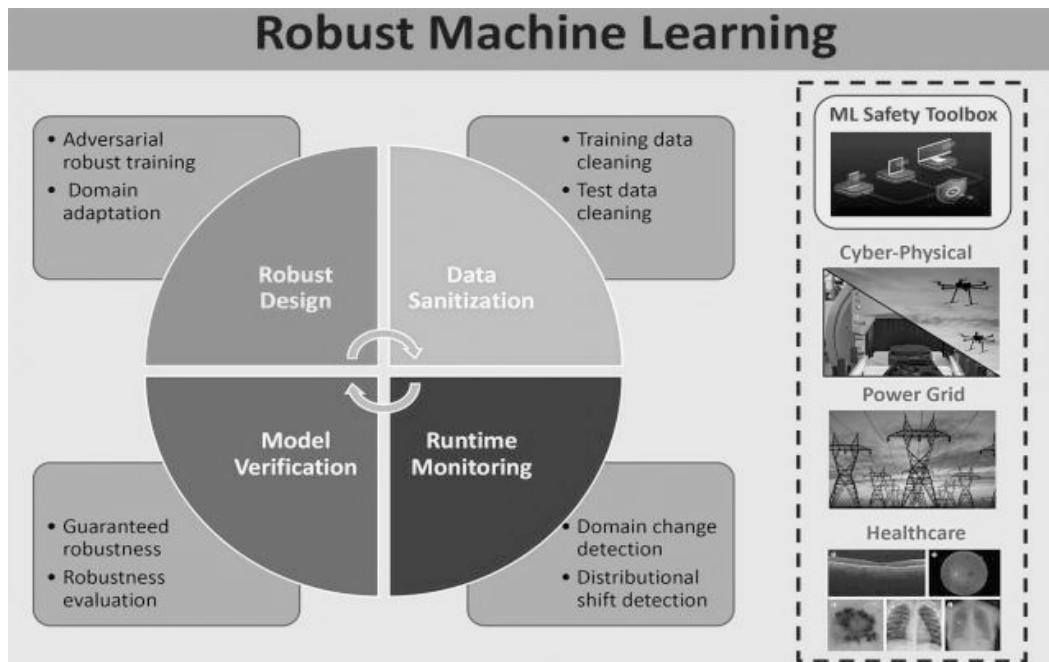 Robust Machine Learning
• Adversarial
robust training
• Domain
adaptation
• Training data
cleaning
• Test data
cleaning
Robust
Design
Data
Sanitization
Model
Verification
Runtime
Monitoring
• Guaranteed
robustness
• Robustness
evaluation
• Domain change
detection
• Distributional
shift detection
ML Safety Toolbox
Cyber-Physical
Power Grid
Healthcare